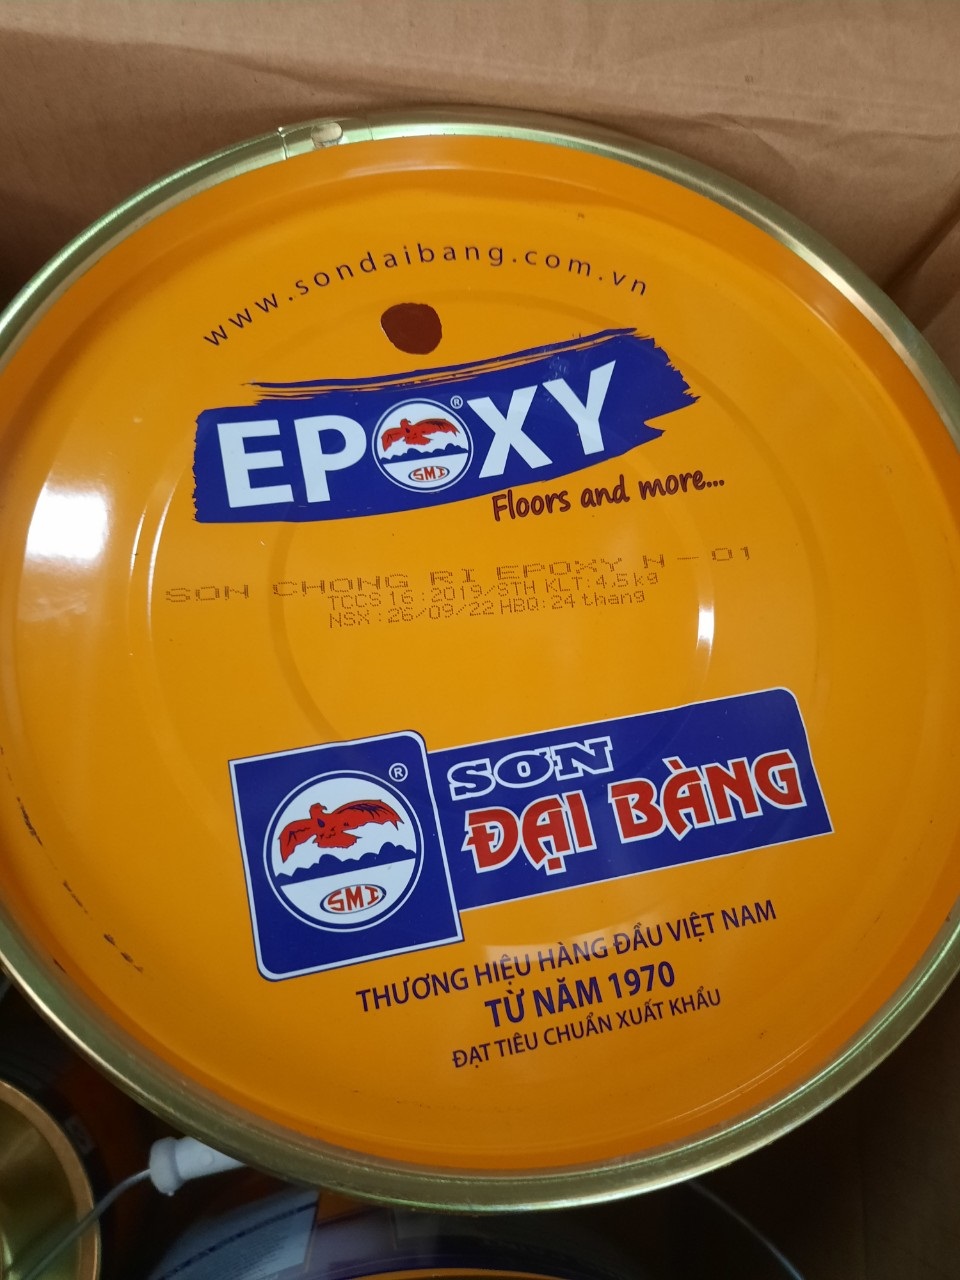 www.sondaibang.com.vn
EPOXY
®
SMI
Floors and more...
SON CHONG RI EPOXY N - 01
TCCS 16 : 2019/STH KLT: 4,5kg
NSX : 26/09/22 HBQ: 24 thang
®
SMI
SƠN
ĐẠI BÀNG
THƯƠNG HIỆU HÀNG ĐẦU VIỆT NAM
TỪ NĂM 1970
ĐẠT TIÊU CHUẨN XUẤT KHẨU